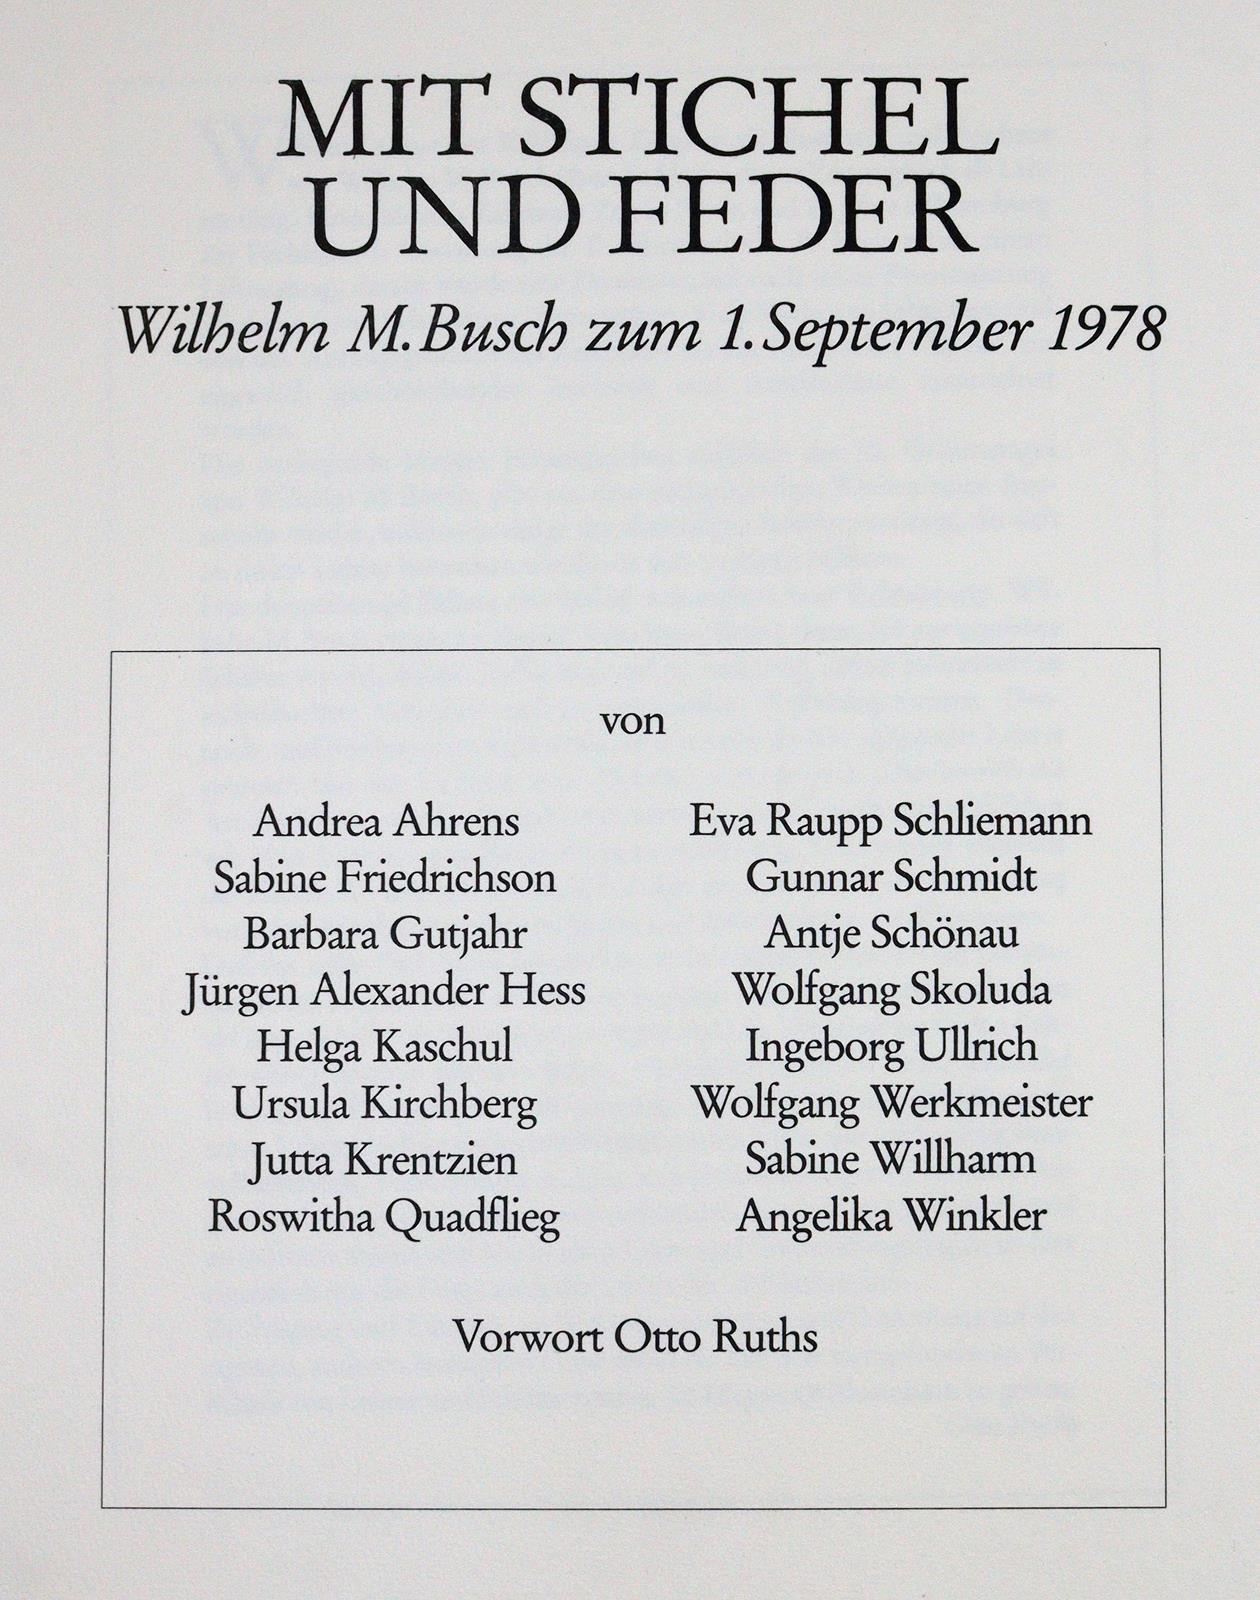 MIT STICHEL
UND FEDER
Wilhelm M. Busch zum 1. September 1978
von
Andrea Ahrens
Sabine Friedrichson
Barbara Gutjahr
Jürgen Alexander Hess
Helga Kaschul
Ursula Kirchberg
Jutta Krentzien
Roswitha Quadflieg
Eva Raupp Schliemann
Gunnar Schmidt
Antje Schönau
Wolfgang Skoluda
Ingeborg Ullrich
Wolfgang Werkmeister
Sabine Willharm
Angelika Winkler
Vorwort Otto Ruths